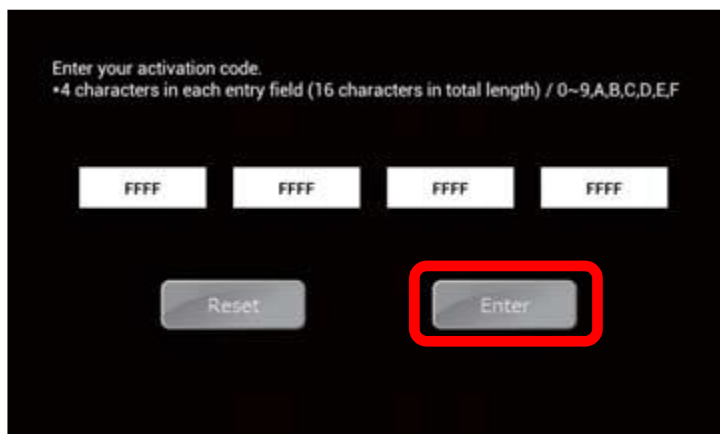 Enter your activation code.
•4 characters in each entry field (16 characters in total length) / 0~9,A,B,C,D,E,F
FFFF FFFF FFFF FFFF
Reset Enter